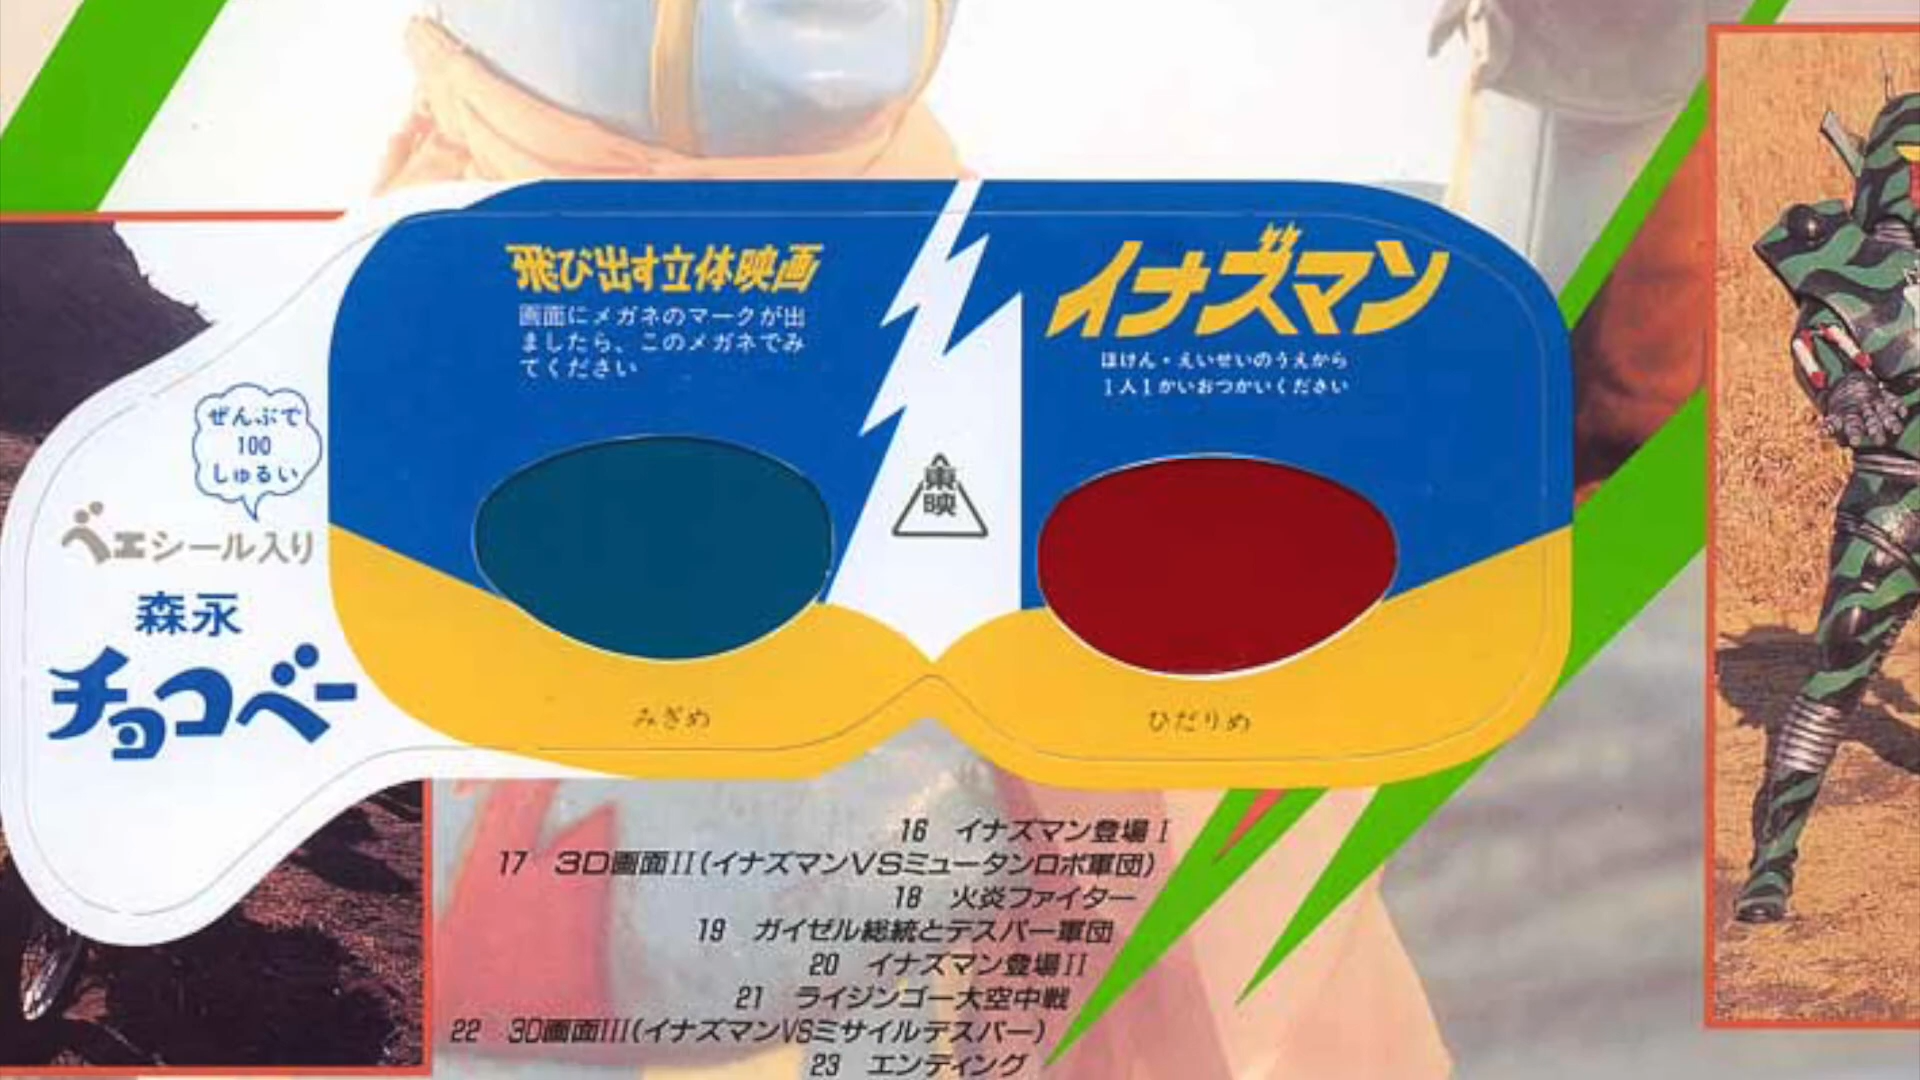 飛び出す立体映画
画面にメガネのマークが出
ましたら、このメガネでみ
てください
イナズマン
ほけん・えいせいのうえから
1人1かいおつかいください
ぜんぶで
100
しゅるい
ベエシール入り
森永
チョコベー
東映
みぎめ
ひだりめ
16 イナズマン登場I
17 3D画面II(イナズマンVSミュータンロボ軍団)
18 火炎ファイター
19 ガイゼル総統とデスパー軍団
20 イナズマン登場II
21 ライジンゴー大空中戦
22 3D画面III(イナズマンVSミサイルデスパー)
23 エンディング